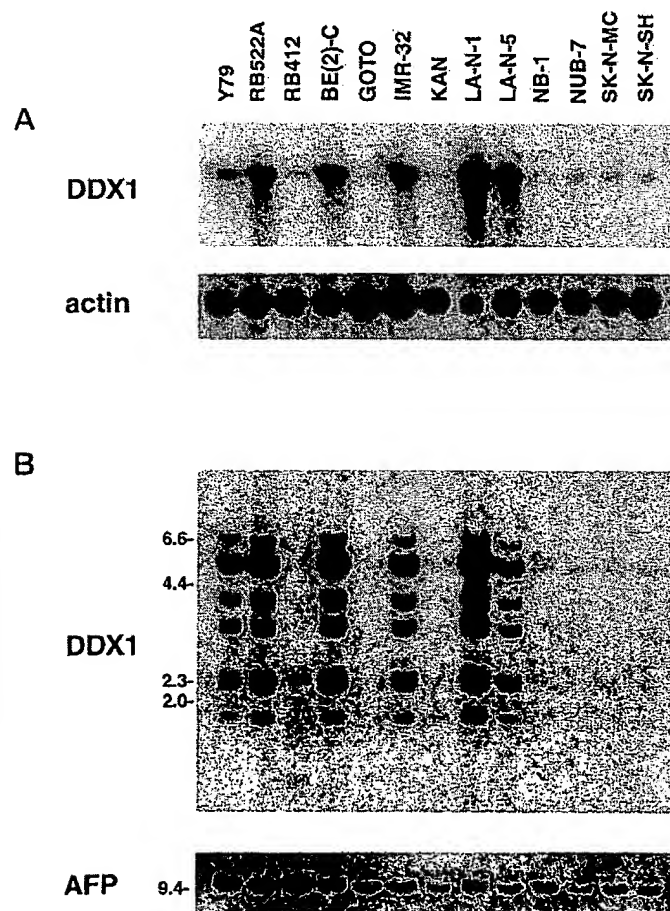 Y79
RB522A
RB412
BE(2)-C
GOTO
IMR-32
KAN
LA-N-1
LA-N-5
NB-1
NUB-7
SK-N-MC
SK-N-SH
A
DDX1
actin
B
6.6-
4.4-
DDX1
2.3-
2.0-
AFP 9.4-